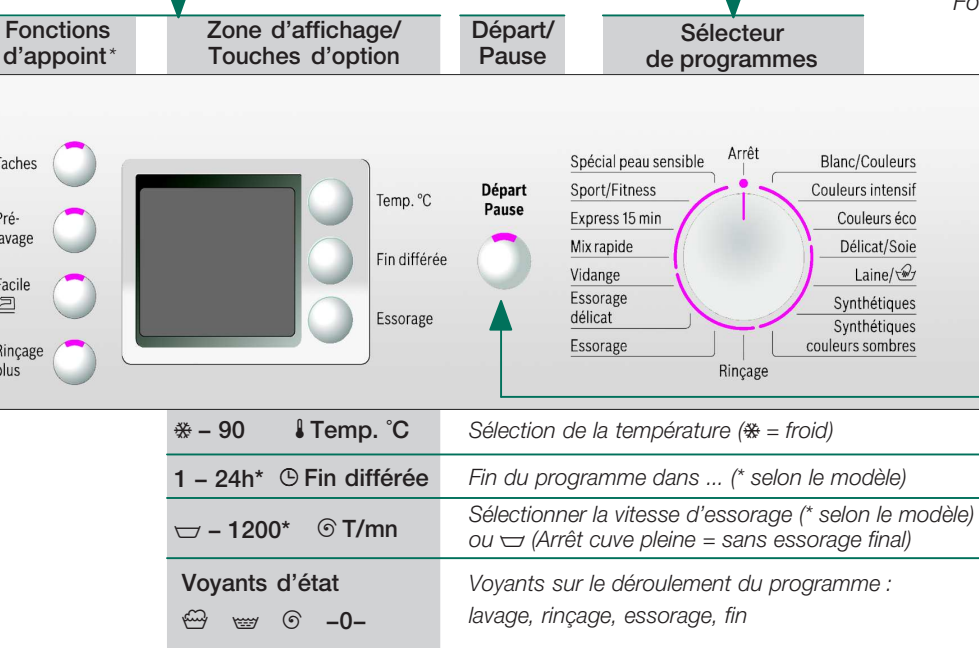 Fo
Fonctions
d'appoint*
Zone d'affichage/
Touches d'option
Départ/
Pause
Sélecteur
de programmes
Taches
Pré-
lavage
Facile
Rinçage
plus
Temp. °C
Fin différée
Essorage
Départ
Pause
Arrêt
Spécial peau sensible
Sport/Fitness
Express 15 min
Mix rapide
Vidange
Essorage
délicat
Essorage
Rinçage
Blanc/Couleurs
Couleurs intensif
Couleurs éco
Délicat/Soie
Laine/
Synthétiques
Synthétiques
couleurs sombres
❄ – 90 Temp. °C
Sélection de la température (❄ = froid)
1 – 24h* Fin différée
Fin du programme dans ... (* selon le modèle)
– 1200* T/mn
Sélectionner la vitesse d'essorage (* selon le modèle)
ou (Arrêt cuve pleine = sans essorage final)
Voyants d'état
–0–
Voyants sur le déroulement du programme :
lavage, rinçage, essorage, fin